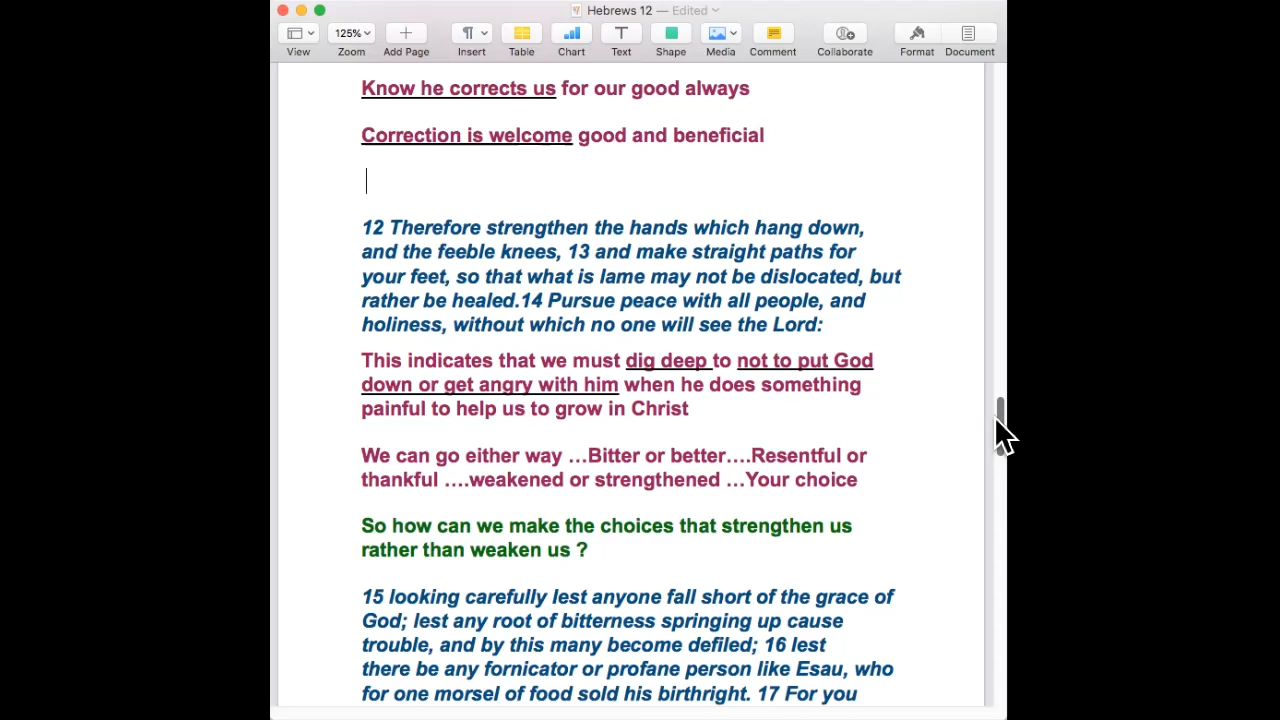 Hebrews 12 — Edited
125%
View
Zoom
Add Page
Insert
Table
Chart
Text
Shape
Media
Comment
Collaborate
Format
Document
Know he corrects us for our good always
Correction is welcome good and beneficial
12 Therefore strengthen the hands which hang down,
and the feeble knees, 13 and make straight paths for
your feet, so that what is lame may not be dislocated, but
rather be healed.14 Pursue peace with all people, and
holiness, without which no one will see the Lord:
This indicates that we must dig deep to not to put God
down or get angry with him when he does something
painful to help us to grow in Christ
We can go either way …Bitter or better….Resentful or
thankful ….weakened or strengthened …Your choice
So how can we make the choices that strengthen us
rather than weaken us ?
15 looking carefully lest anyone fall short of the grace of
God; lest any root of bitterness springing up cause
trouble, and by this many become defiled; 16 lest
there be any fornicator or profane person like Esau, who
for one morsel of food sold his birthright. 17 For you